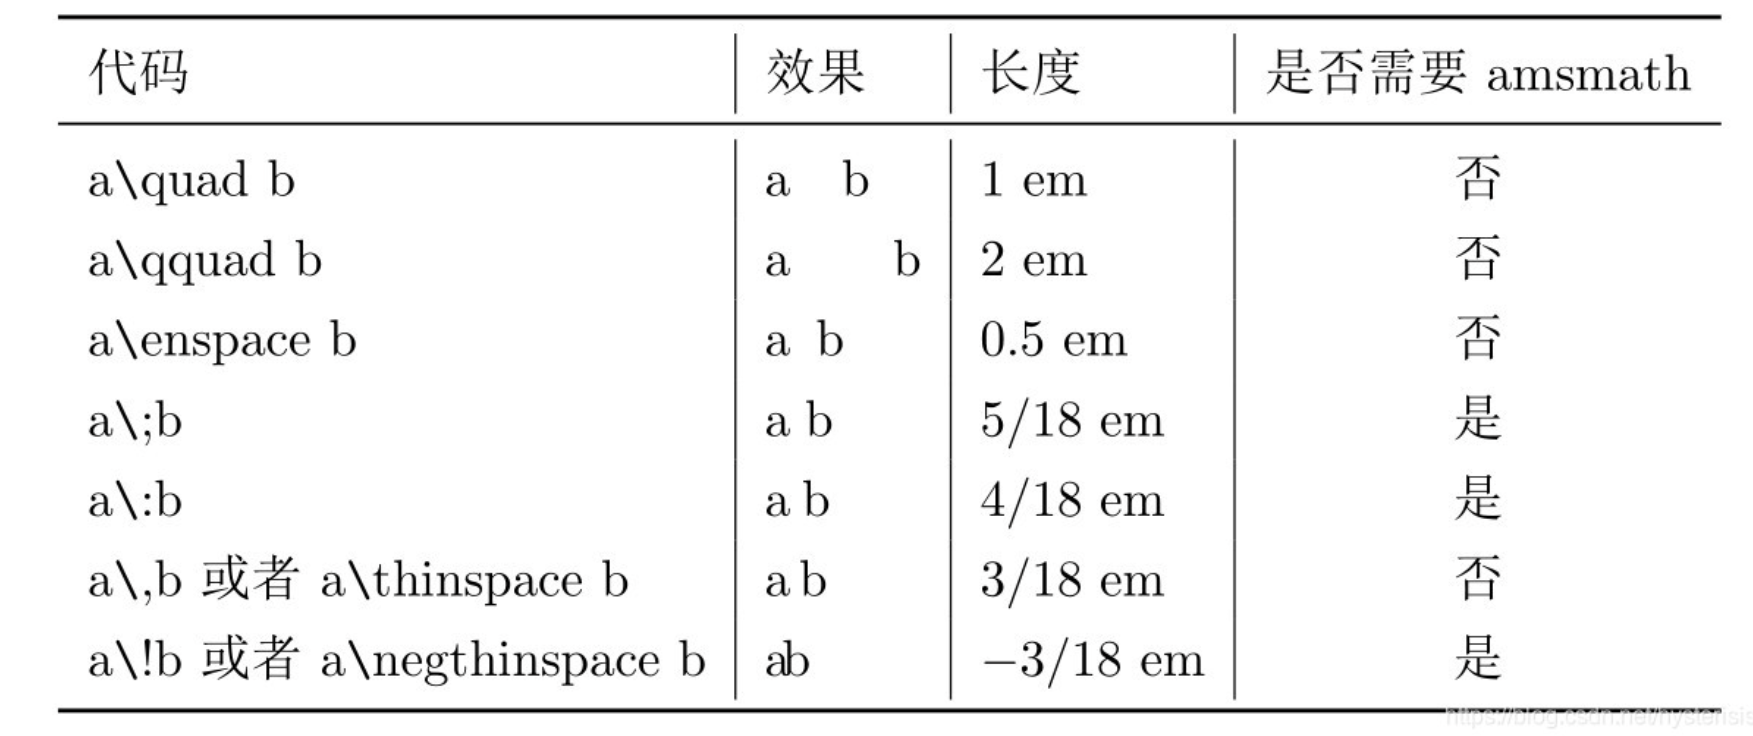 代码 效果 长度 是否需要 amsmath
a\quad b a b 1 em 否
a\qquad b a b 2 em 否
a\enspace b a b 0.5 em 否
a\;b a b 5/18 em 是
a\:b a b 4/18 em 是
a\,b 或者 a\thinspace b a b 3/18 em 否
a\!b 或者 a\negthinspace b ab −3/18 em 是
https://blog.csdn.net/hysterisis